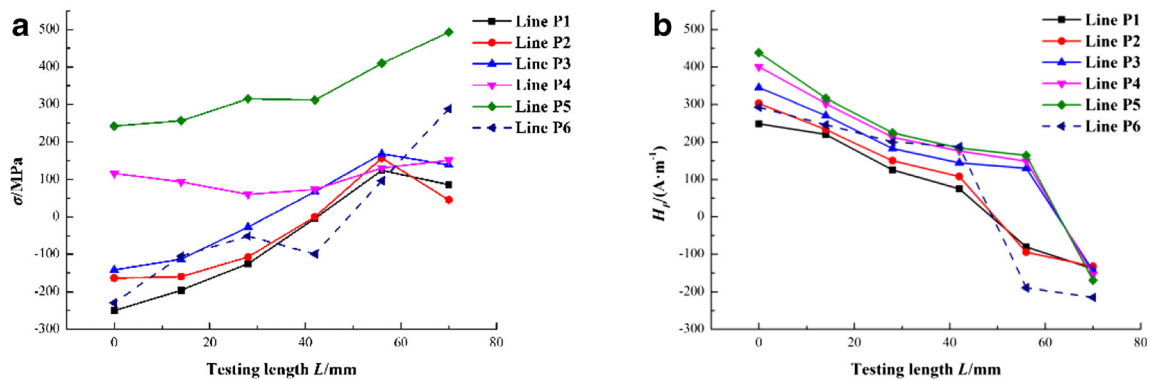 a
500
400
300
200
100
0
-100
-200
-300
σ/MPa
0
20
40
60
80
Testing length L/mm
Line P1
Line P2
Line P3
Line P4
Line P5
Line P6
b
500
400
300
200
100
0
-100
-200
-300
Hp/(A·m-1)
0
20
40
60
80
Testing length L/mm
Line P1
Line P2
Line P3
Line P4
Line P5
Line P6